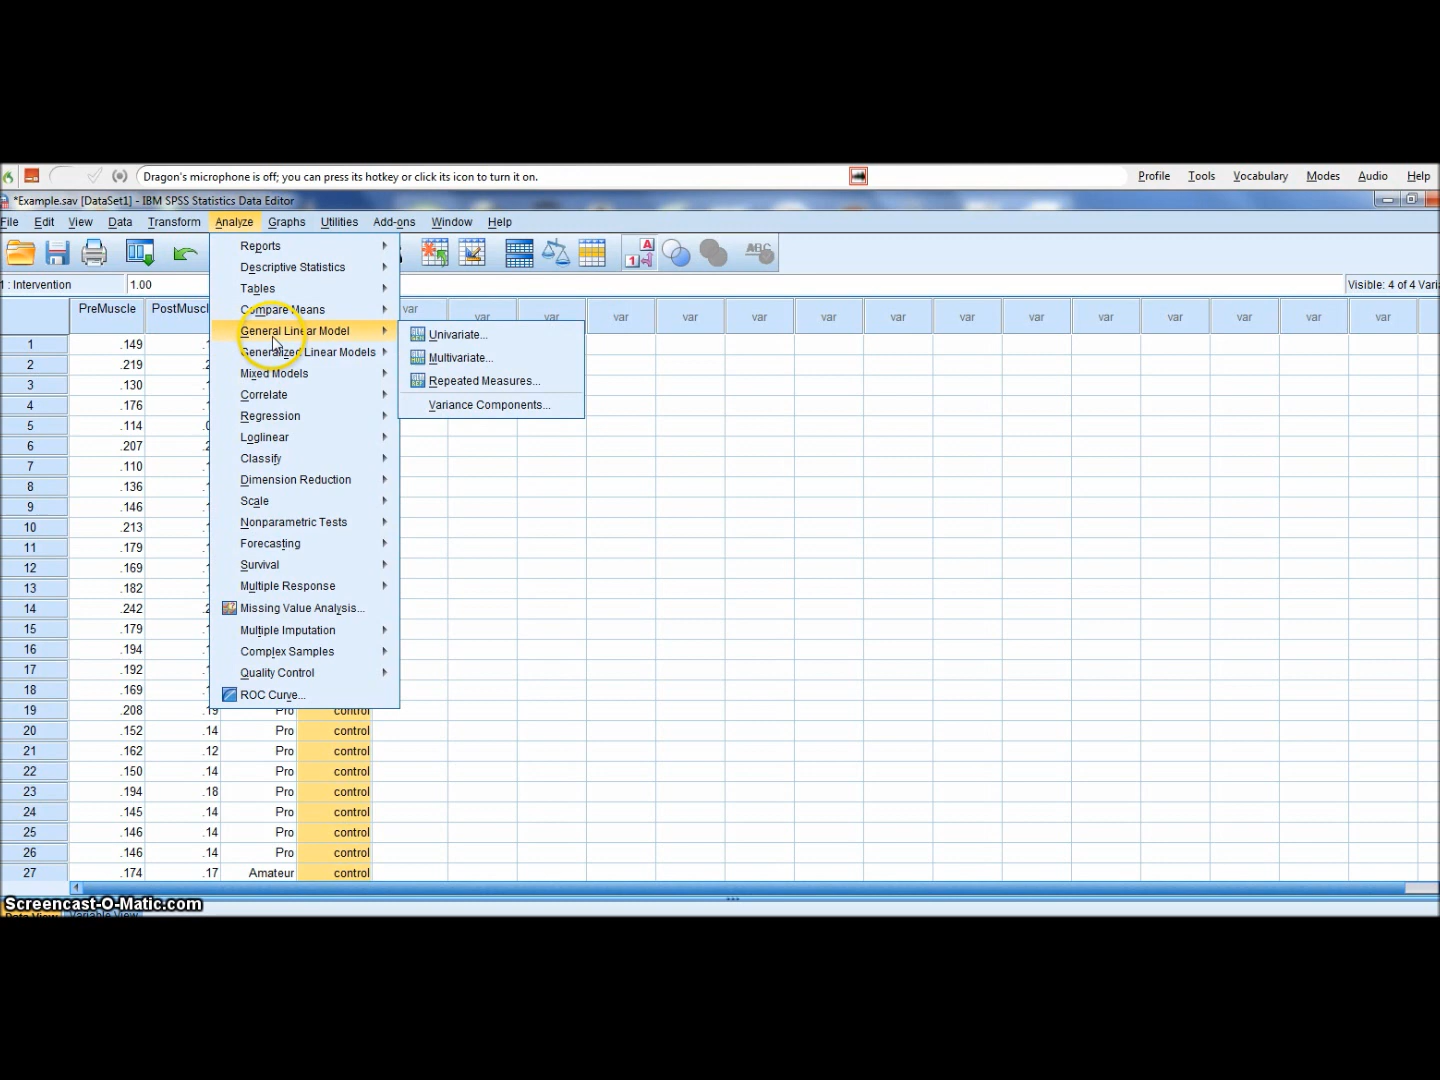 Dragon's microphone is off; you can press its hotkey or click its icon to turn it on. Profile Tools Vocabulary Modes Audio Help
*Example.sav [DataSet1] - IBM SPSS Statistics Data Editor
File Edit View Data Transform Analyze Graphs Utilities Add-ons Window Help
1 : Intervention 1.00 Visible: 4 of 4 Varia
PreMuscle PostMuscl var var var var var var var var var var var var var var var
Reports
Descriptive Statistics
Tables
Compare Means
General Linear Model
Generalized Linear Models
Mixed Models
Correlate
Regression
Loglinear
Classify
Dimension Reduction
Scale
Nonparametric Tests
Forecasting
Survival
Multiple Response
Missing Value Analysis...
Multiple Imputation
Complex Samples
Quality Control
ROC Curve...
Univariate...
Multivariate...
Repeated Measures...
Variance Components...
1 .149
2 .219
3 .130
4 .176
5 .114
6 .207
7 .110
8 .136
9 .146
10 .213
11 .179
12 .169
13 .182
14 .242
15 .179
16 .194
17 .192
18 .169
19 .208 .19 Pro control
20 .152 .14 Pro control
21 .162 .12 Pro control
22 .150 .14 Pro control
23 .194 .18 Pro control
24 .145 .14 Pro control
25 .146 .14 Pro control
26 .146 .14 Pro control
27 .174 .17 Amateur control
Screencast-O-Matic.com